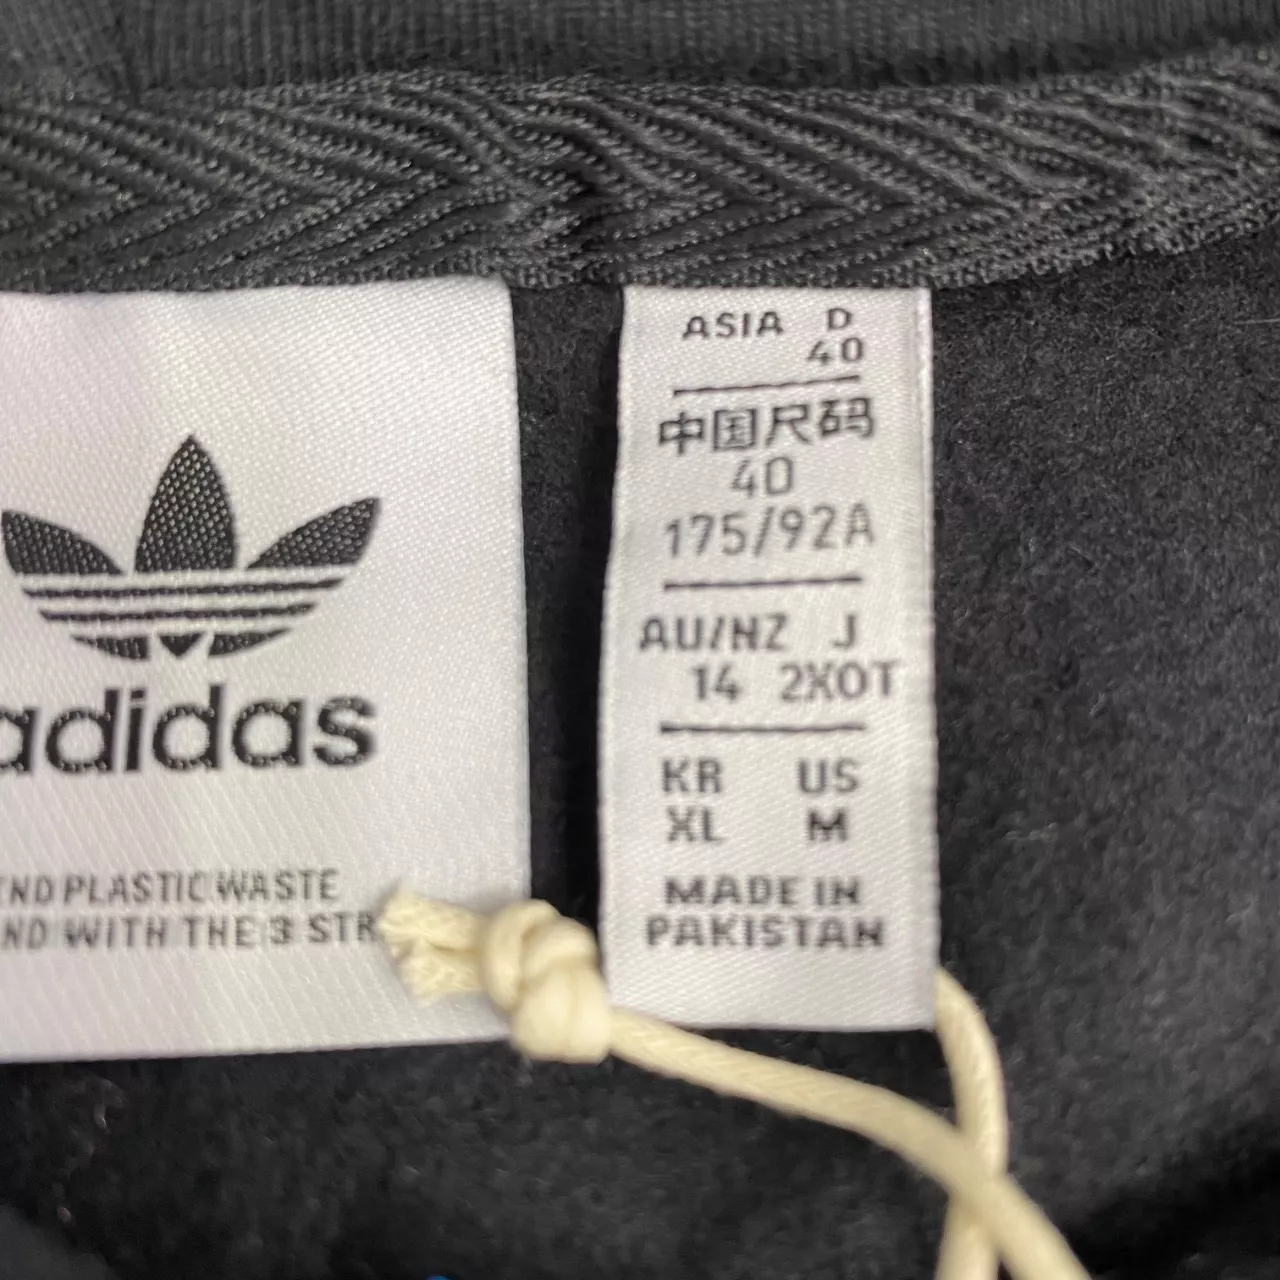 adidas
END PLASTIC WASTE
ND WITH THE 3 STR
ASIA D
40
中国尺码
40
175/92A
AU/NZ J
14 2XOT
KR US
XL M
MADE IN
PAKISTAN